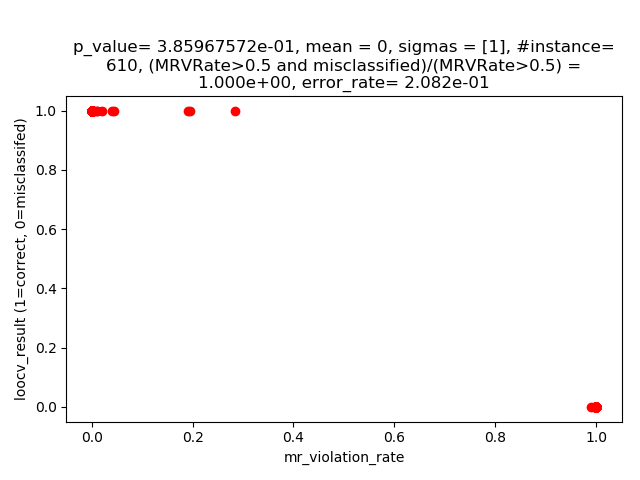 p_value= 3.85967572e-01, mean = 0, sigmas = [1], #instance=
610, (MRVRate>0.5 and misclassified)/(MRVRate>0.5) =
1.000e+00, error_rate= 2.082e-01
loocv_result (1=correct, 0=misclassifed)
1.0
0.8
0.6
0.4
0.2
0.0
0.0 0.2 0.4 0.6 0.8 1.0
mr_violation_rate